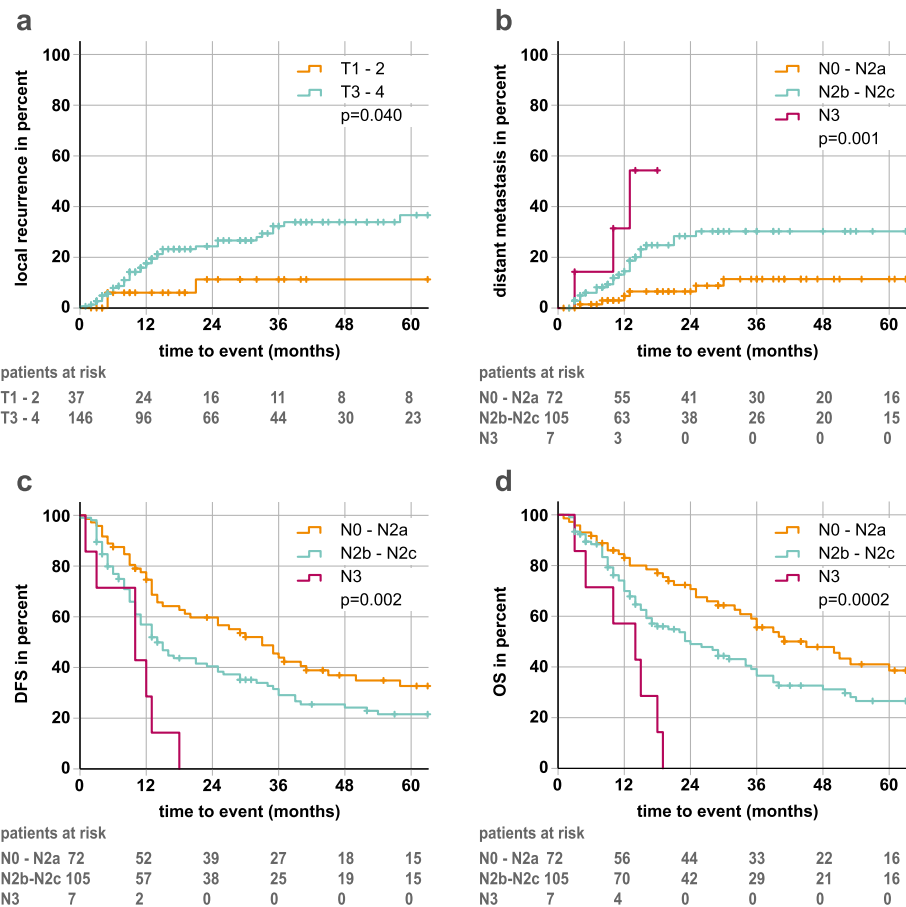 a
local recurrence in percent
100
80
60
40
20
0
T1 - 2
T3 - 4
p=0.040
0 12 24 36 48 60
time to event (months)
patients at risk
T1 - 2 37 24 16 11 8 8
T3 - 4 146 96 66 44 30 23
b
distant metastasis in percent
100
80
60
40
20
0
N0 - N2a
N2b - N2c
N3
p=0.001
0 12 24 36 48 60
time to event (months)
patients at risk
N0 - N2a 72 55 41 30 20 16
N2b-N2c 105 63 38 26 20 15
N3 7 3 0 0 0 0
c
DFS in percent
100
80
60
40
20
0
N0 - N2a
N2b - N2c
N3
p=0.002
0 12 24 36 48 60
time to event (months)
patients at risk
N0 - N2a 72 52 39 27 18 15
N2b-N2c 105 57 38 25 19 15
N3 7 2 0 0 0 0
d
OS in percent
100
80
60
40
20
0
N0 - N2a
N2b - N2c
N3
p=0.0002
0 12 24 36 48 60
time to event (months)
patients at risk
N0 - N2a 72 56 44 33 22 16
N2b-N2c 105 70 42 29 21 16
N3 7 4 0 0 0 0